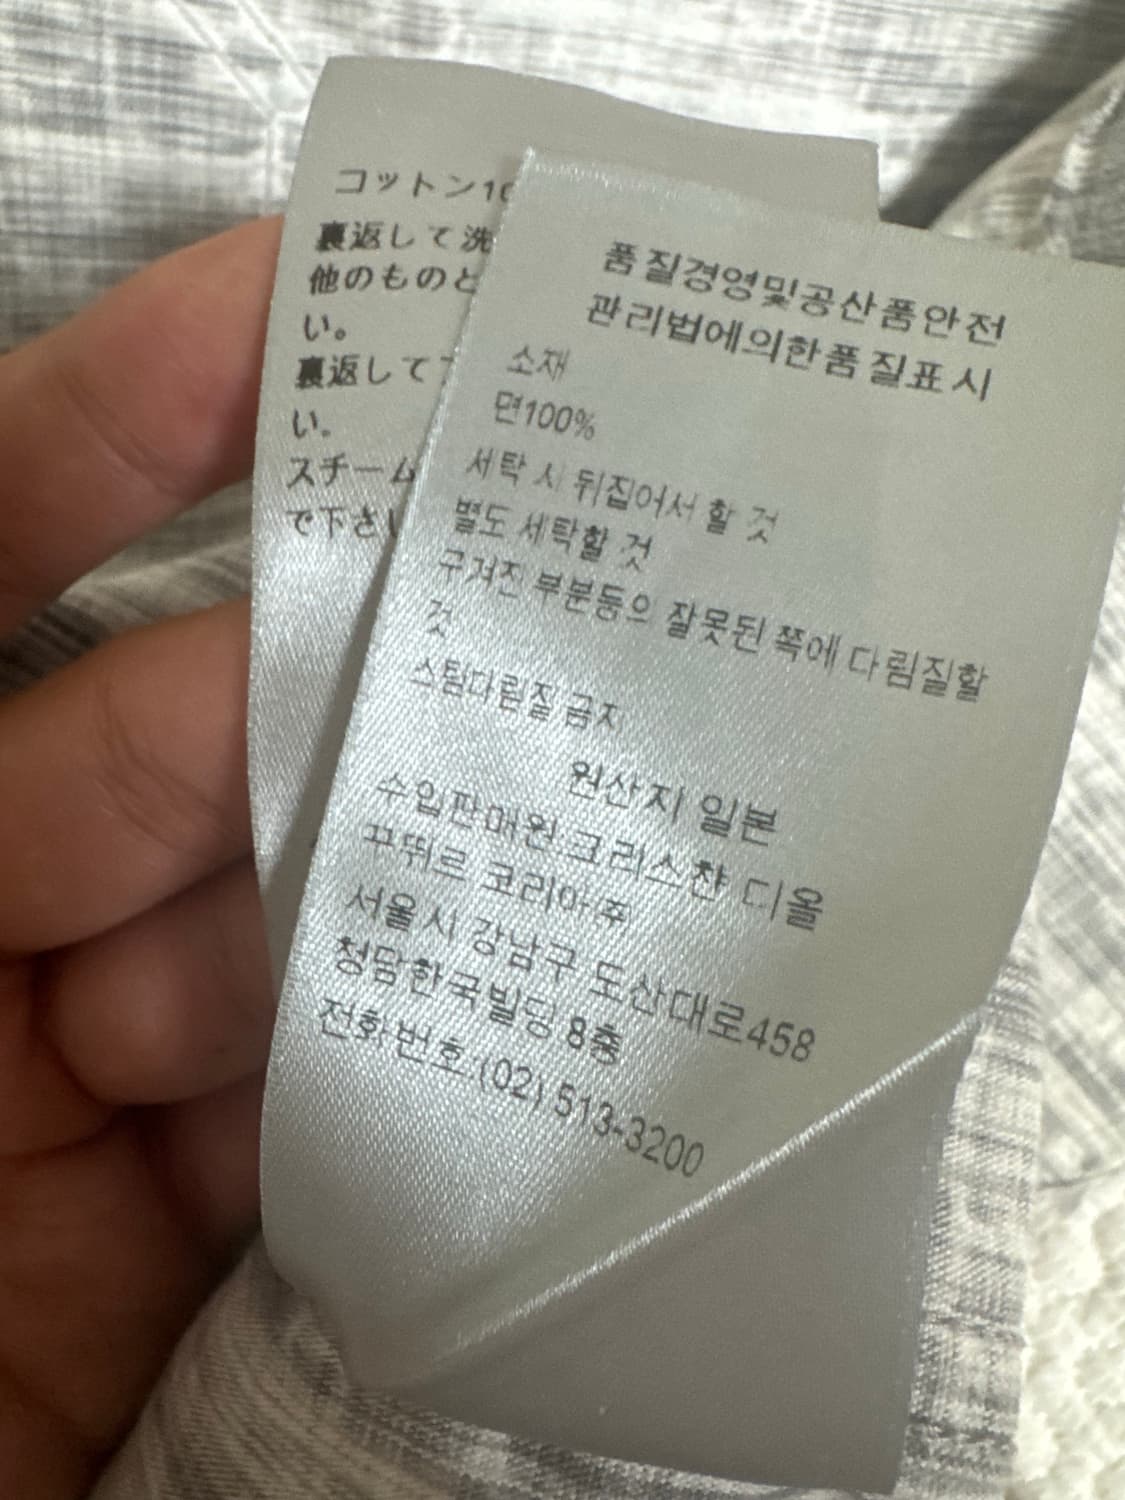 コットン10
裏返して洗
他のものと
い。
裏返して
い。
スチーム
で下さい
품질경영및공산품안전
관리법에의한품질표시
소재
면100%
세탁 시 뒤집어서 할 것
별도 세탁할 것
구겨진 부분등으 잘못된 쪽에 다림질할
것
스팀다림질 금지
원산지 일본
수입판매원:크리스챤 디올
꾸뛰르 코리아㈜
서울시 강남구 도산대로458
청담한국빌딩 8층
전화번호:(02) 513-3200